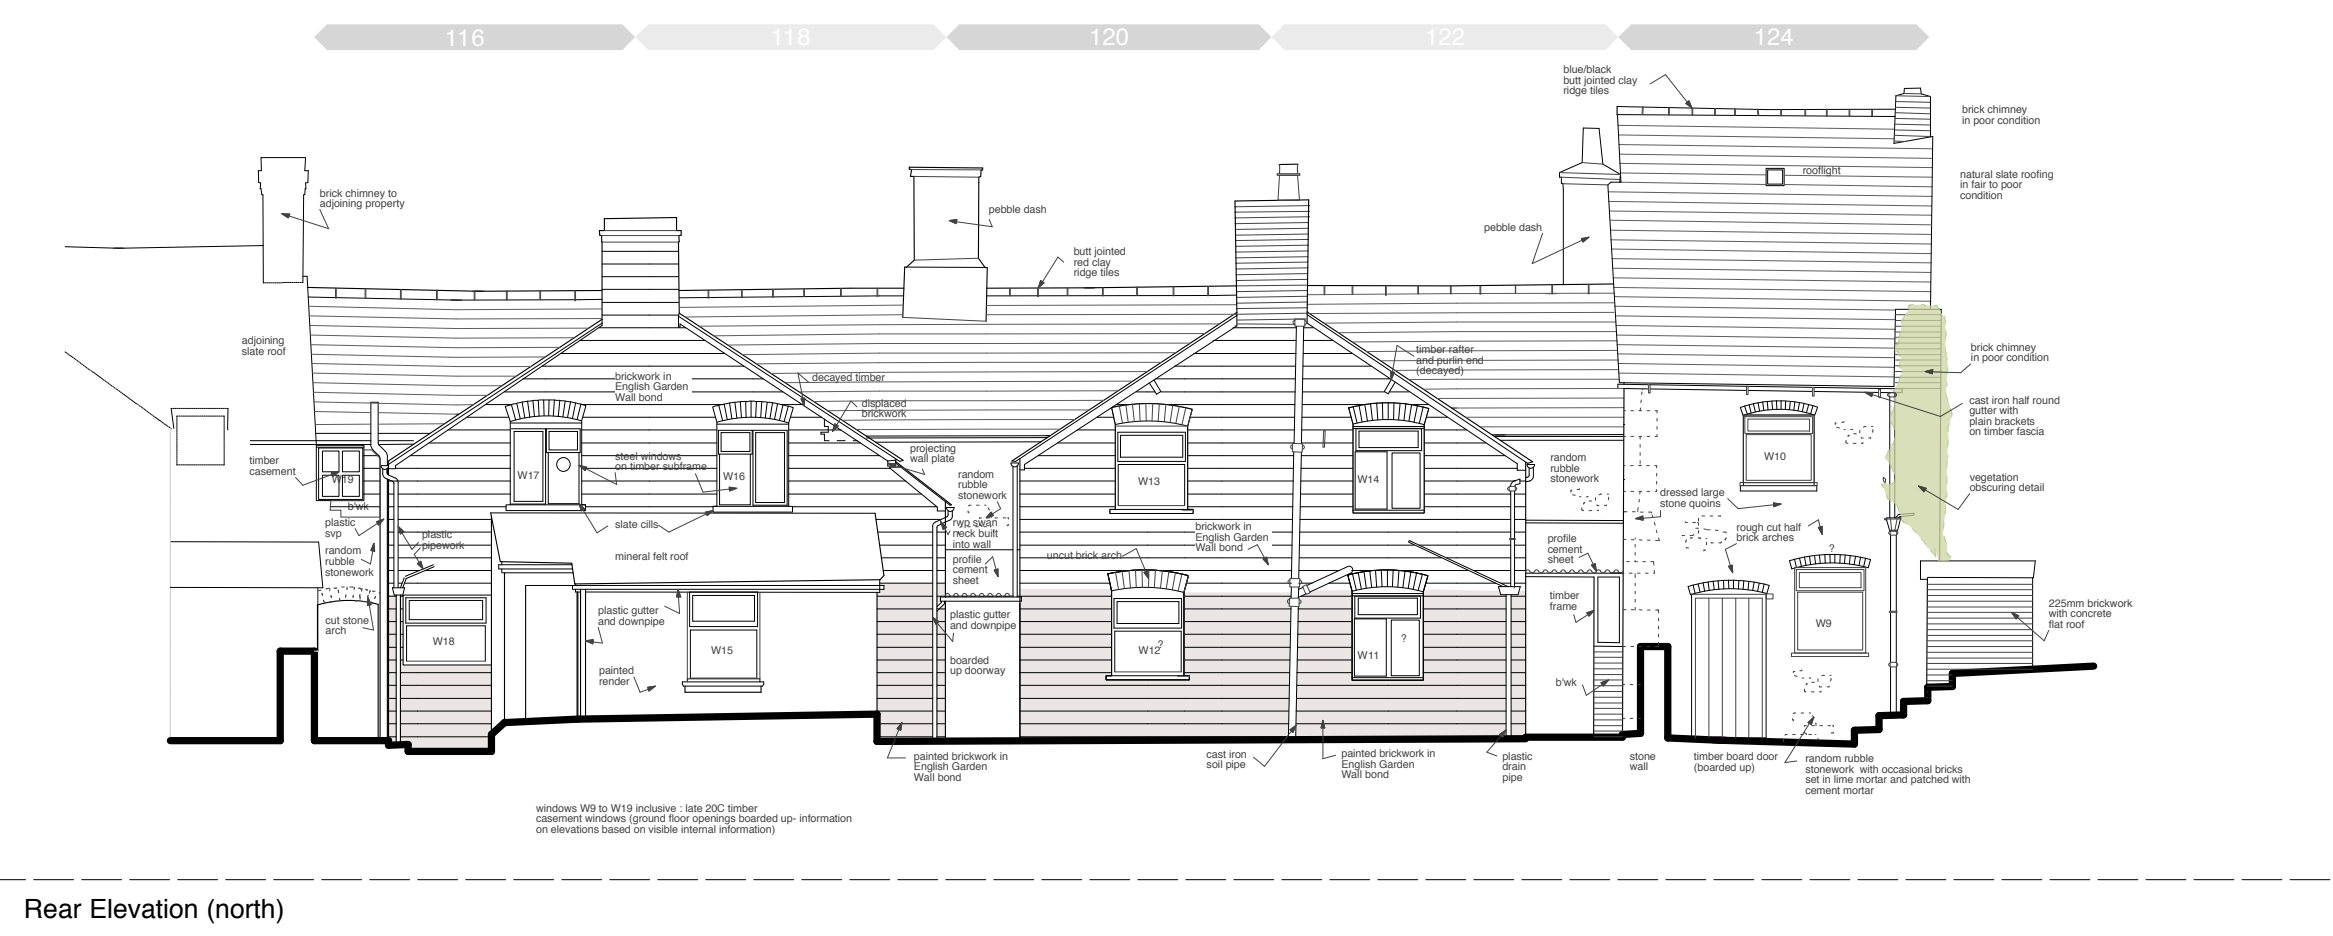 116
118
120
122
124
blue/black
butt jointed clay
ridge tiles
brick chimney
in poor condition
rooflight
natural slate roofing
in fair to poor
condition
brick chimney to
adjoining property
pebble dash
pebble dash
butt jointed
red clay
ridge tiles
adjoining
slate roof
brickwork in
English Garden
Wall bond
decayed timber
displaced
brickwork
timber rafter
and purlin end
(decayed)
brick chimney
in poor condition
cast iron half round
gutter with
plain brackets
on timber fascia
timber
casement
W19
b'wk
W17
steel windows
on timber subframe
W16
projecting
wall plate
random
rubble
stonework
W13
W14
random
rubble
stonework
W10
vegetation
obscuring detail
dressed large
stone quoins
plastic
svp
plastic
pipework
slate cills
rwp swan
neck built
into wall
brickwork in
English Garden
Wall bond
rough cut half
brick arches
?
random
rubble
stonework
mineral felt roof
profile
cement
sheet
uncut brick arch
profile
cement
sheet
cut stone
arch
W18
plastic gutter
and downpipe
W15
plastic gutter
and downpipe
W12
?
W11
?
timber
frame
W9
225mm brickwork
with concrete
flat roof
painted
render
boarded
up doorway
b'wk
painted brickwork in
English Garden
Wall bond
cast iron
soil pipe
painted brickwork in
English Garden
Wall bond
plastic
drain
pipe
stone
wall
timber board door
(boarded up)
random rubble
stonework with occasional bricks
set in lime mortar and patched with
cement mortar
windows W9 to W19 inclusive : late 20C timber
casement windows (ground floor openings boarded up- information
on elevations based on visible internal information)
Rear Elevation (north)